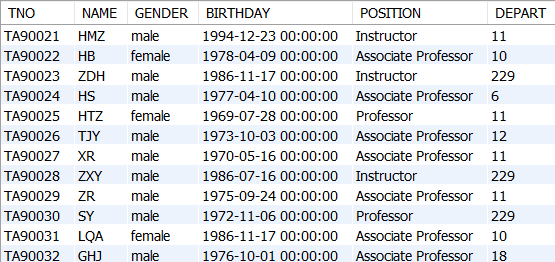 TNO NAME GENDER BIRTHDAY POSITION DEPART
TA90021 HMZ male 1994-12-23 00:00:00 Instructor 11
TA90022 HB female 1978-04-09 00:00:00 Associate Professor 10
TA90023 ZDH male 1986-11-17 00:00:00 Instructor 229
TA90024 HS male 1977-04-10 00:00:00 Associate Professor 6
TA90025 HTZ female 1969-07-28 00:00:00 Professor 11
TA90026 TJY male 1973-10-03 00:00:00 Associate Professor 12
TA90027 XR male 1970-05-16 00:00:00 Associate Professor 11
TA90028 ZXY male 1986-07-16 00:00:00 Instructor 229
TA90029 ZR male 1975-09-24 00:00:00 Associate Professor 11
TA90030 SY male 1972-11-06 00:00:00 Professor 229
TA90031 LQA female 1986-11-17 00:00:00 Associate Professor 10
TA90032 GHJ male 1976-10-01 00:00:00 Associate Professor 18